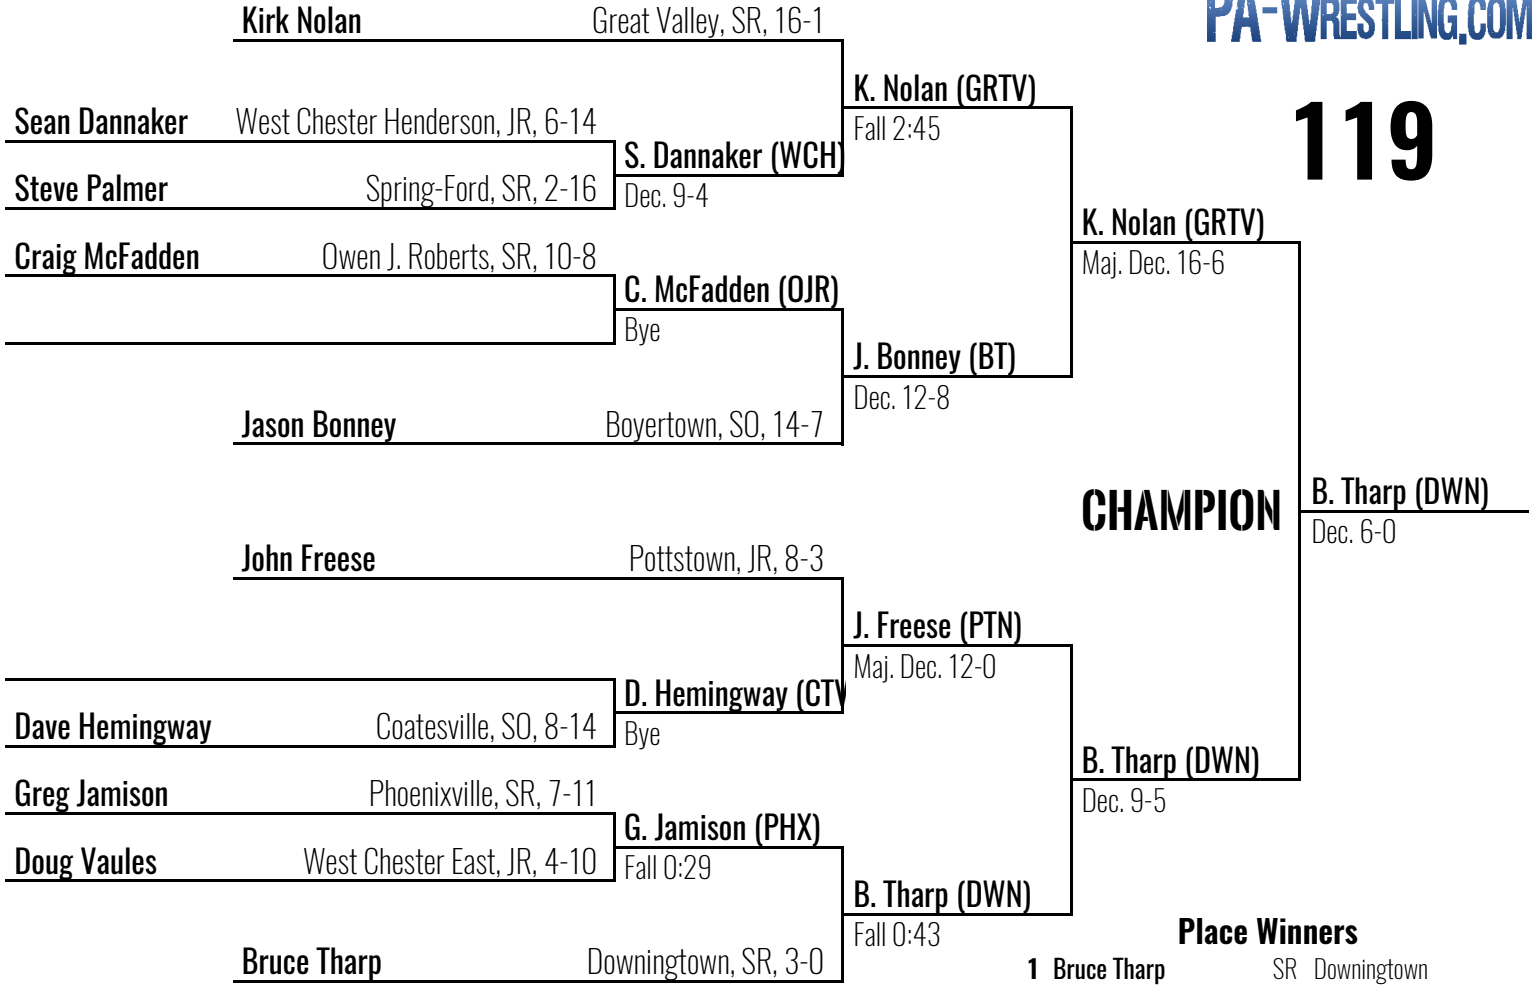 Kirk Nolan Great Valley, SR, 16-1
PA-WRESTLING.COM
K. Nolan (GRTV)
Fall 2:45
119
Sean Dannaker West Chester Henderson, JR, 6-14
S. Dannaker (WCH)
Dec. 9-4
Steve Palmer Spring-Ford, SR, 2-16
K. Nolan (GRTV)
Maj. Dec. 16-6
Craig McFadden Owen J. Roberts, SR, 10-8
C. McFadden (OJR)
Bye
J. Bonney (BT)
Dec. 12-8
Jason Bonney Boyertown, SO, 14-7
CHAMPION
B. Tharp (DWN)
Dec. 6-0
John Freese Pottstown, JR, 8-3
J. Freese (PTN)
Maj. Dec. 12-0
D. Hemingway (CTV
Bye
Dave Hemingway Coatesville, SO, 8-14
B. Tharp (DWN)
Dec. 9-5
Greg Jamison Phoenixville, SR, 7-11
G. Jamison (PHX)
Fall 0:29
Doug Vaules West Chester East, JR, 4-10
B. Tharp (DWN)
Fall 0:43
Bruce Tharp Downingtown, SR, 3-0
Place Winners
1 Bruce Tharp SR Downingtown